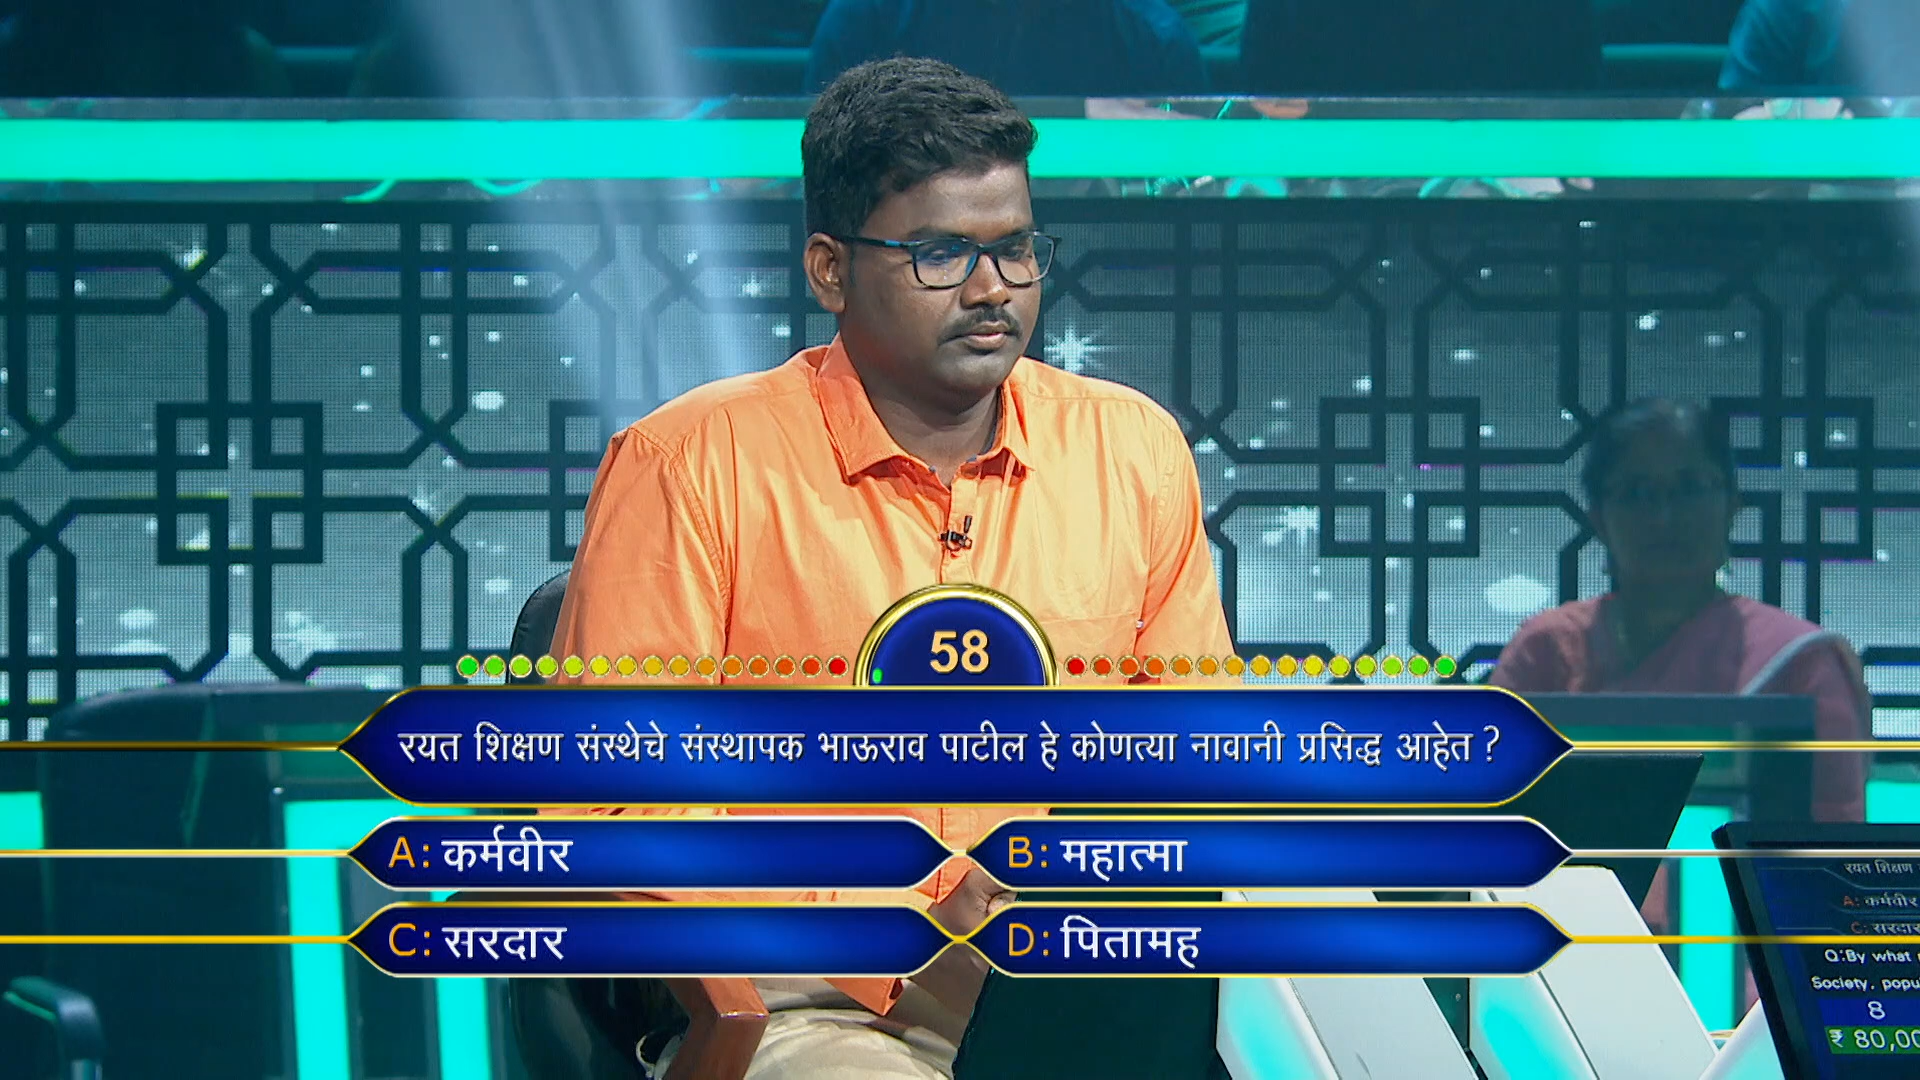 58
रयत शिक्षण संस्थेचे संस्थापक भाऊराव पाटील हे कोणत्या नावानी प्रसिद्ध आहेत ?
A: कर्मवीर
B: महात्मा
C: सरदार
D: पितामह
रयत शिक्षण
A: कर्मवीर
C: सरदार
Q:By what
Society, popu
8
₹ 80,00